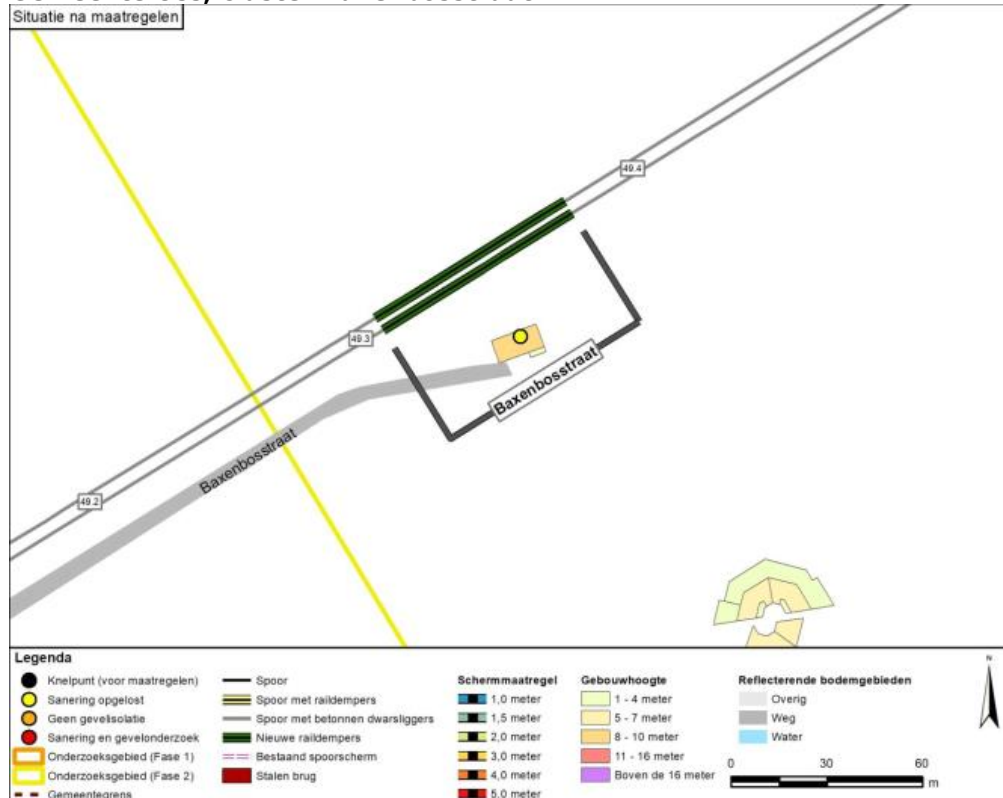 Situatie na maatregelen
49.4
49.3
Baxenbosstraat
Baxenbosstraat
49.2
Legenda
Knelpunt (voor maatregelen)
Sanering opgelost
Geen gevelisolatie
Sanering en gevelonderzoek
Onderzoeksgebied (Fase 1)
Onderzoeksgebied (Fase 2)
Gemeentegrens
Spoor
Spoor met raildempers
Spoor met betonnen dwarsliggers
Nieuwe raildempers
Bestaand spoorscherm
Stalen brug
Schermmaatregel
1,0 meter
1,5 meter
2,0 meter
3,0 meter
4,0 meter
5,0 meter
Gebouwhoogte
1 - 4 meter
5 - 7 meter
8 - 10 meter
11 - 16 meter
Boven de 16 meter
Reflecterende bodemgebieden
Overig
Weg
Water
N
0 30 60
m